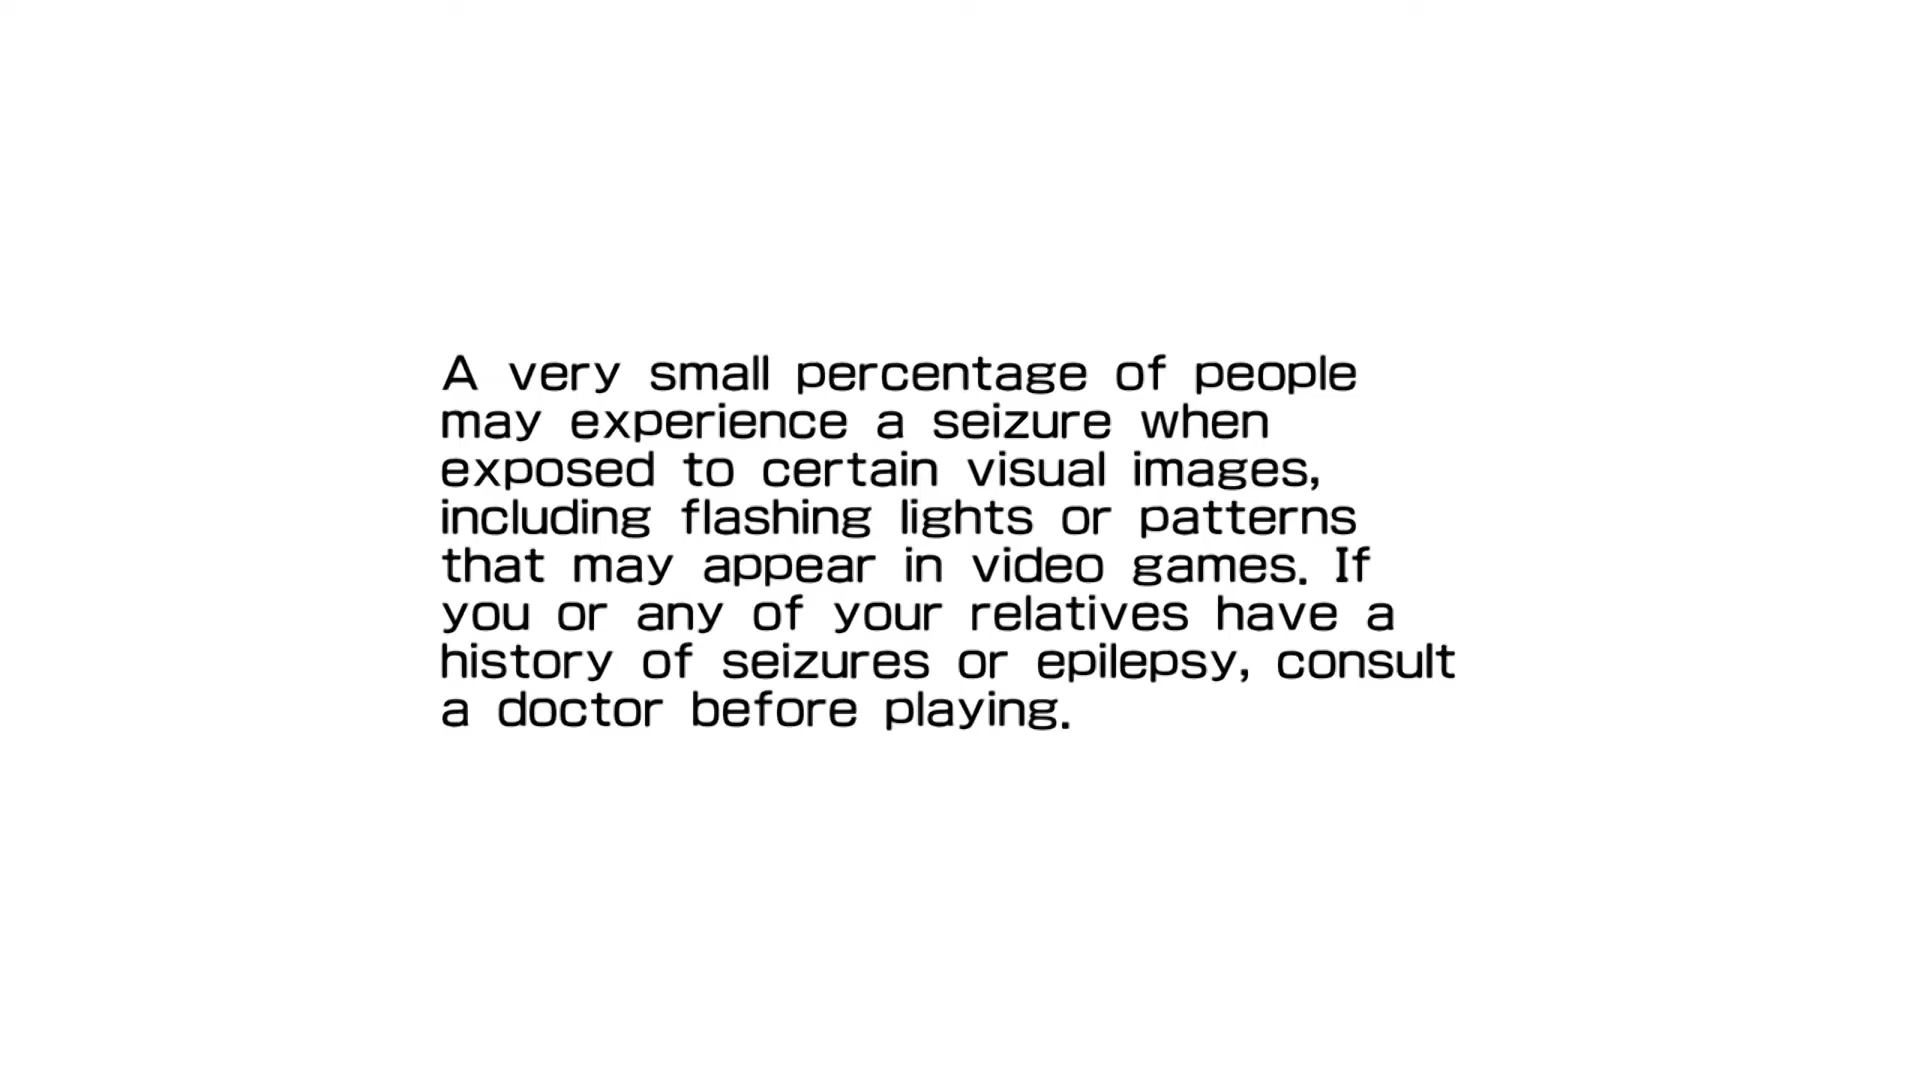 A very small percentage of people
may experience a seizure when
exposed to certain visual images,
including flashing lights or patterns
that may appear in video games. If
you or any of your relatives have a
history of seizures or epilepsy, consult
a doctor before playing.